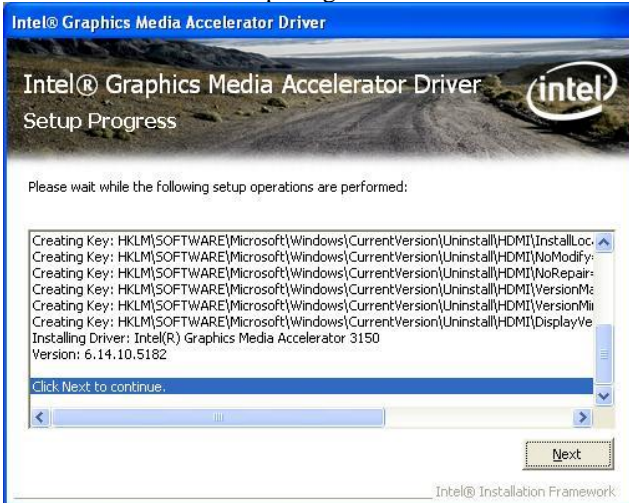 Intel® Graphics Media Accelerator Driver
Intel® Graphics Media Accelerator Driver
intel
Setup Progress
Please wait while the following setup operations are performed:
Creating Key: HKLM\SOFTWARE\Microsoft\Windows\CurrentVersion\Uninstall\HDMI\InstallLoc
Creating Key: HKLM\SOFTWARE\Microsoft\Windows\CurrentVersion\Uninstall\HDMI\NoModify=
Creating Key: HKLM\SOFTWARE\Microsoft\Windows\CurrentVersion\Uninstall\HDMI\NoRepair=
Creating Key: HKLM\SOFTWARE\Microsoft\Windows\CurrentVersion\Uninstall\HDMI\VersionMa
Creating Key: HKLM\SOFTWARE\Microsoft\Windows\CurrentVersion\Uninstall\HDMI\VersionMi
Creating Key: HKLM\SOFTWARE\Microsoft\Windows\CurrentVersion\Uninstall\HDMI\DisplayVe
Installing Driver: Intel(R) Graphics Media Accelerator 3150
Version: 6.14.10.5182
Click Next to continue.
Next
Intel® Installation Framework